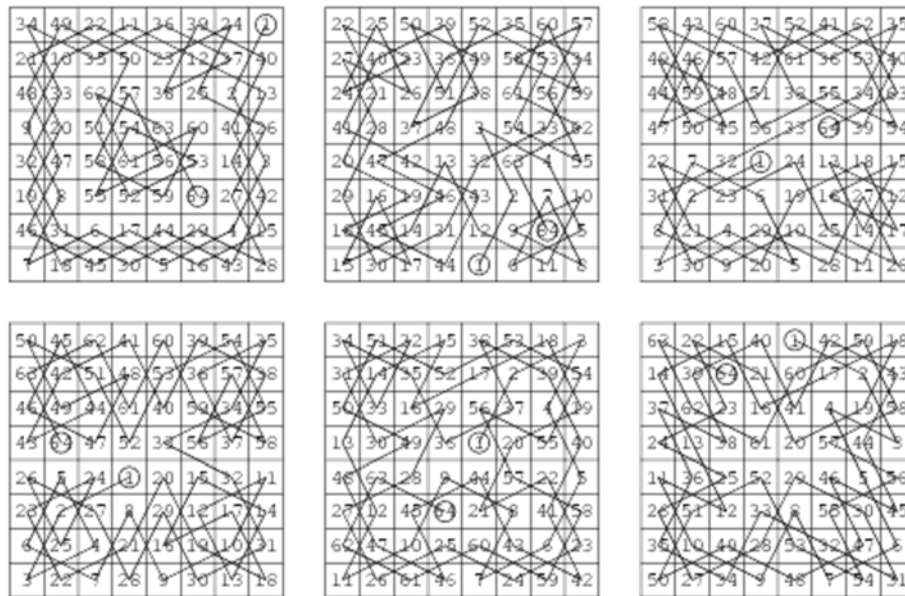 34 49 22 11 36 39 24 1
21 10 35 50 23 12 37 40
48 33 62 57 38 25 2 13
9 20 51 54 63 60 41 26
32 47 58 61 56 53 14 3
19 8 55 52 59 64 27 42
46 31 6 17 44 29 4 15
7 18 45 30 5 16 43 28
22 25 50 39 52 35 60 57
27 40 23 36 49 58 53 34
24 21 26 51 38 61 56 59
41 28 37 48 3 54 33 62
20 47 42 13 32 63 4 55
29 16 19 46 43 2 7 10
18 45 14 31 12 9 64 5
15 30 17 44 1 6 11 8
58 43 60 37 52 41 62 35
49 46 57 42 61 36 53 40
44 59 48 51 38 55 34 63
47 50 45 56 33 64 39 54
22 7 32 1 24 13 18 15
31 2 23 6 19 16 27 12
8 21 4 29 10 25 14 17
3 30 9 20 5 28 11 26
50 45 62 41 60 39 54 35
63 42 51 48 53 36 57 38
46 49 44 61 40 59 34 55
43 64 47 52 33 56 37 58
26 5 24 1 20 15 32 11
23 2 27 8 29 12 17 14
6 25 4 21 16 19 10 31
3 22 7 28 9 30 13 18
34 51 32 15 38 53 18 3
31 14 35 52 17 2 39 54
50 33 16 29 56 37 4 19
13 30 49 36 1 20 55 40
48 63 28 9 44 57 22 5
27 12 45 64 21 8 41 58
62 47 10 25 60 43 6 23
11 26 61 46 7 24 59 42
63 22 15 40 1 42 59 18
14 39 64 21 60 17 2 43
37 62 23 16 41 4 19 58
24 13 38 61 20 57 44 3
11 36 25 52 29 46 5 56
26 51 12 33 8 55 30 45
35 10 49 28 53 32 47 6
50 27 34 9 48 7 54 31